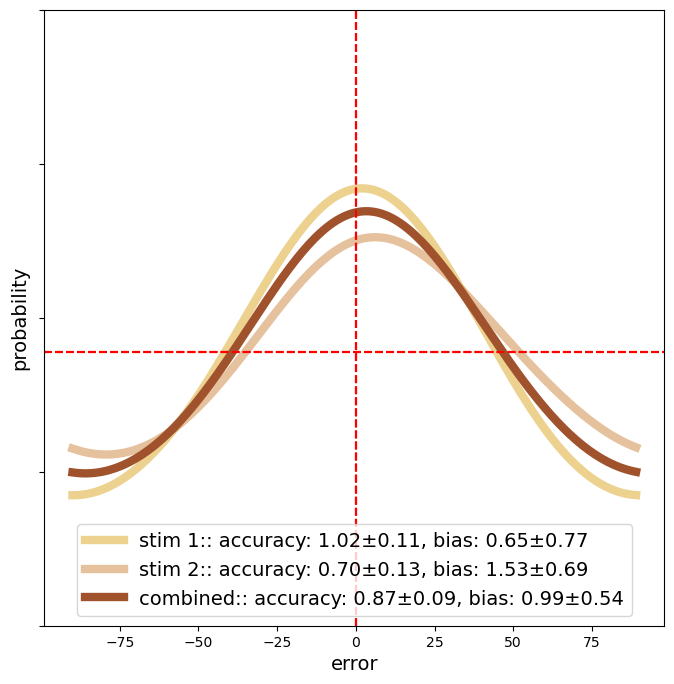 probability
stim 1:: accuracy: 1.02±0.11, bias: 0.65±0.77
stim 2:: accuracy: 0.70±0.13, bias: 1.53±0.69
combined:: accuracy: 0.87±0.09, bias: 0.99±0.54
−75 −50 −25 0 25 50 75
error